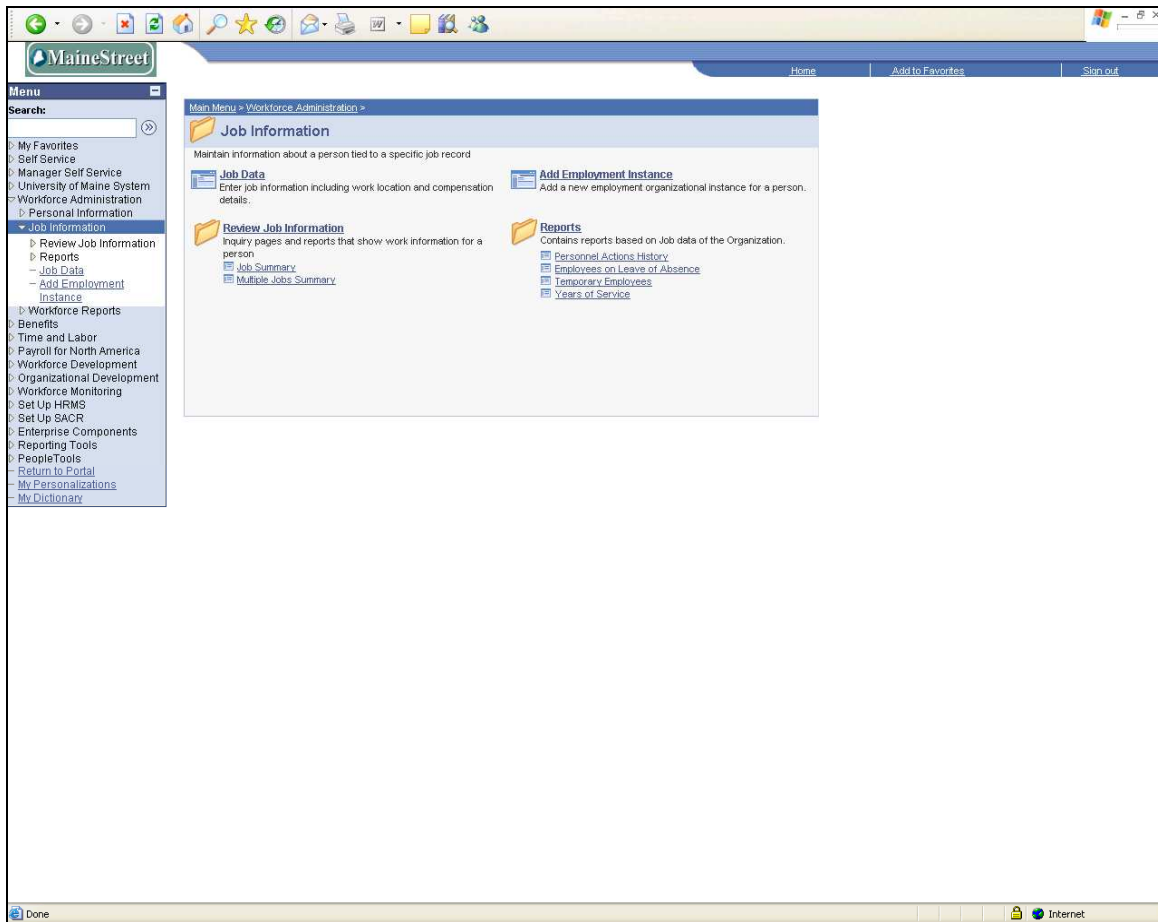 MaineStreet
Home Add to Favorites Sign out
Menu
Search:
My Favorites
Self Service
Manager Self Service
University of Maine System
Workforce Administration
Personal Information
Job Information
Review Job Information
Reports
Job Data
Add Employment
Instance
Workforce Reports
Benefits
Time and Labor
Payroll for North America
Workforce Development
Organizational Development
Workforce Monitoring
Set Up HRMS
Set Up SACR
Enterprise Components
Reporting Tools
PeopleTools
Return to Portal
My Personalizations
My Dictionary
Main Menu > Workforce Administration >
Job Information
Maintain information about a person tied to a specific job record
Job Data
Enter job information including work location and compensation
details.
Add Employment Instance
Add a new employment organizational instance for a person.
Review Job Information
Inquiry pages and reports that show work information for a
person
Job Summary
Multiple Jobs Summary
Reports
Contains reports based on Job data of the Organization.
Personnel Actions History
Employees on Leave of Absence
Temporary Employees
Years of Service
Done Internet